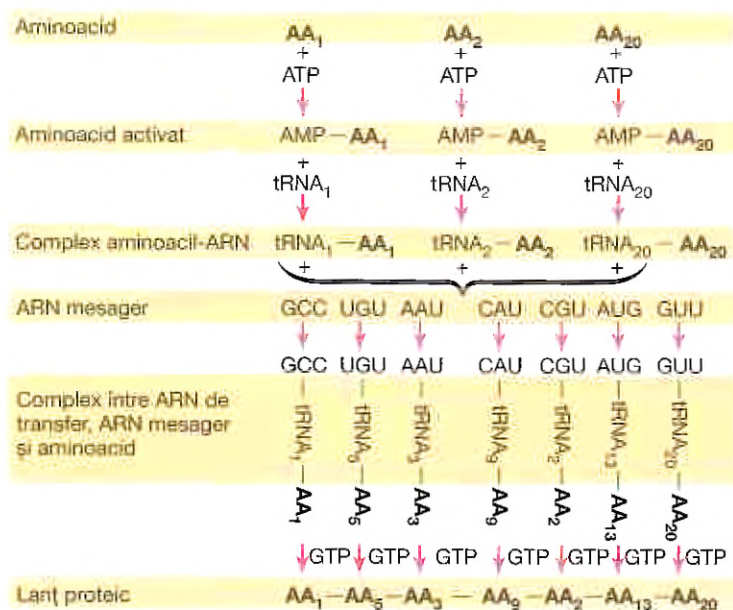 Aminoacid AA₁ AA₂ AA₂₀
+ + +
ATP ATP ATP
Aminoacid activat AMP—AA₁ AMP—AA₂ AMP—AA₂₀
+ + +
tRNA₁ tRNA₂ tRNA₂₀
Complex aminoacil-ARN tRNA₁—AA₁ tRNA₂—AA₂ tRNA₂₀—AA₂₀
+ + +
ARN mesager GCC UGU AAU CAU CGU AUG GUU
GCC UGU AAU CAU CGU AUG GUU
Complex între ARN de
transfer, ARN mesager
și aminoacid
tRNA₁ tRNA₅ tRNA₃ tRNA₉ tRNA₂ tRNA₁₃ tRNA₂₀
AA₁ AA₅ AA₃ AA₉ AA₂ AA₁₃ AA₂₀
GTP GTP GTP GTP GTP GTP GTP
Lanț proteic AA₁—AA₅—AA₃—AA₉—AA₂—AA₁₃—AA₂₀